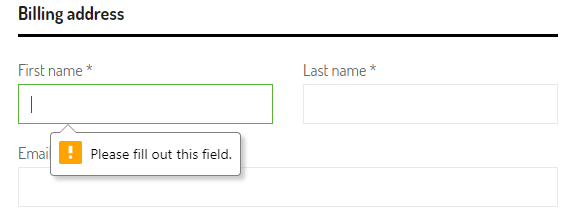 Billing address
First name * Last name *
Please fill out this field.